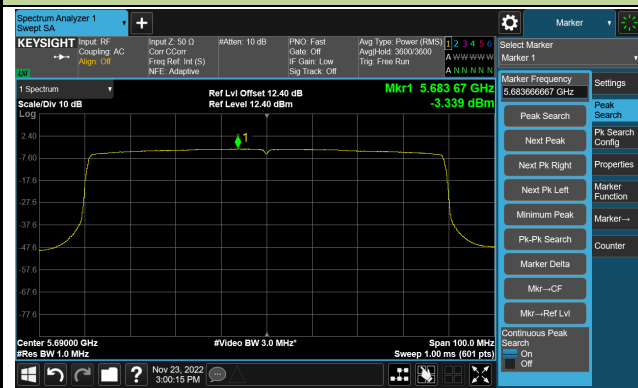 Spectrum Analyzer 1
Swept SA
Marker
KEYSIGHT
Input: RF
Coupling: AC
Align: Off
Input Z: 50 Ω
Corr CCorr
Freq Ref: Int (S)
NFE: Adaptive
#Atten: 10 dB
PNO: Fast
Gate: Off
IF Gain: Low
Sig Track: Off
Avg Type: Power (RMS)
Avg|Hold: 3600/3600
Trig: Free Run
1 2 3 4 5 6
A W W W W W
A N N N N N
LXI
Select Marker
Marker 1
1 Spectrum
Scale/Div 10 dB
Log
Ref Lvl Offset 12.40 dB
Ref Level 12.40 dBm
Mkr1 5.683 67 GHz
-3.339 dBm
1
2.40
-7.60
-17.6
-27.6
-37.6
-47.6
-57.6
-67.6
-77.6
Center 5.69000 GHz
#Res BW 1.0 MHz
#Video BW 3.0 MHz*
Span 100.0 MHz
Sweep 1.00 ms (601 pts)
Marker Frequency
5.683666667 GHz
Peak Search
Next Peak
Next Pk Right
Next Pk Left
Minimum Peak
Pk-Pk Search
Marker Delta
Mkr→CF
Mkr→Ref Lvl
Continuous Peak
Search
On
Off
Settings
Peak
Search
Pk Search
Config
Properties
Marker
Function
Marker→
Counter
?
Nov 23, 2022
3:00:15 PM